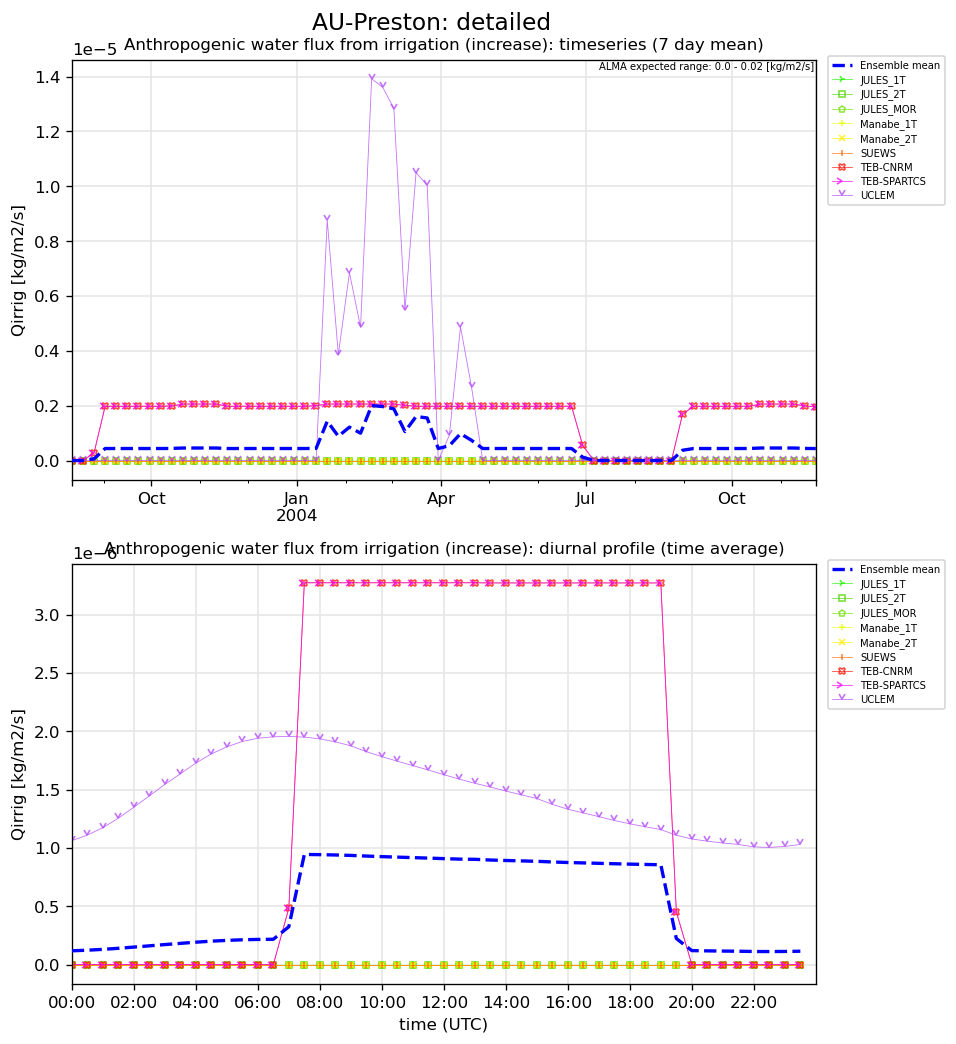 AU-Preston: detailed
1e−5
Anthropogenic water flux from irrigation (increase): timeseries (7 day mean)
ALMA expected range: 0.0 - 0.02 [kg/m2/s]
Qirrig [kg/m2/s]
1.4
1.2
1.0
0.8
0.6
0.4
0.2
0.0
Oct
Jan
2004
Apr
Jul
Oct
Ensemble mean
JULES_1T
JULES_2T
JULES_MOR
Manabe_1T
Manabe_2T
SUEWS
TEB-CNRM
TEB-SPARTCS
UCLEM
1e−6
Anthropogenic water flux from irrigation (increase): diurnal profile (time average)
Qirrig [kg/m2/s]
3.0
2.5
2.0
1.5
1.0
0.5
0.0
00:00
02:00
04:00
06:00
08:00
10:00
12:00
14:00
16:00
18:00
20:00
22:00
time (UTC)
Ensemble mean
JULES_1T
JULES_2T
JULES_MOR
Manabe_1T
Manabe_2T
SUEWS
TEB-CNRM
TEB-SPARTCS
UCLEM